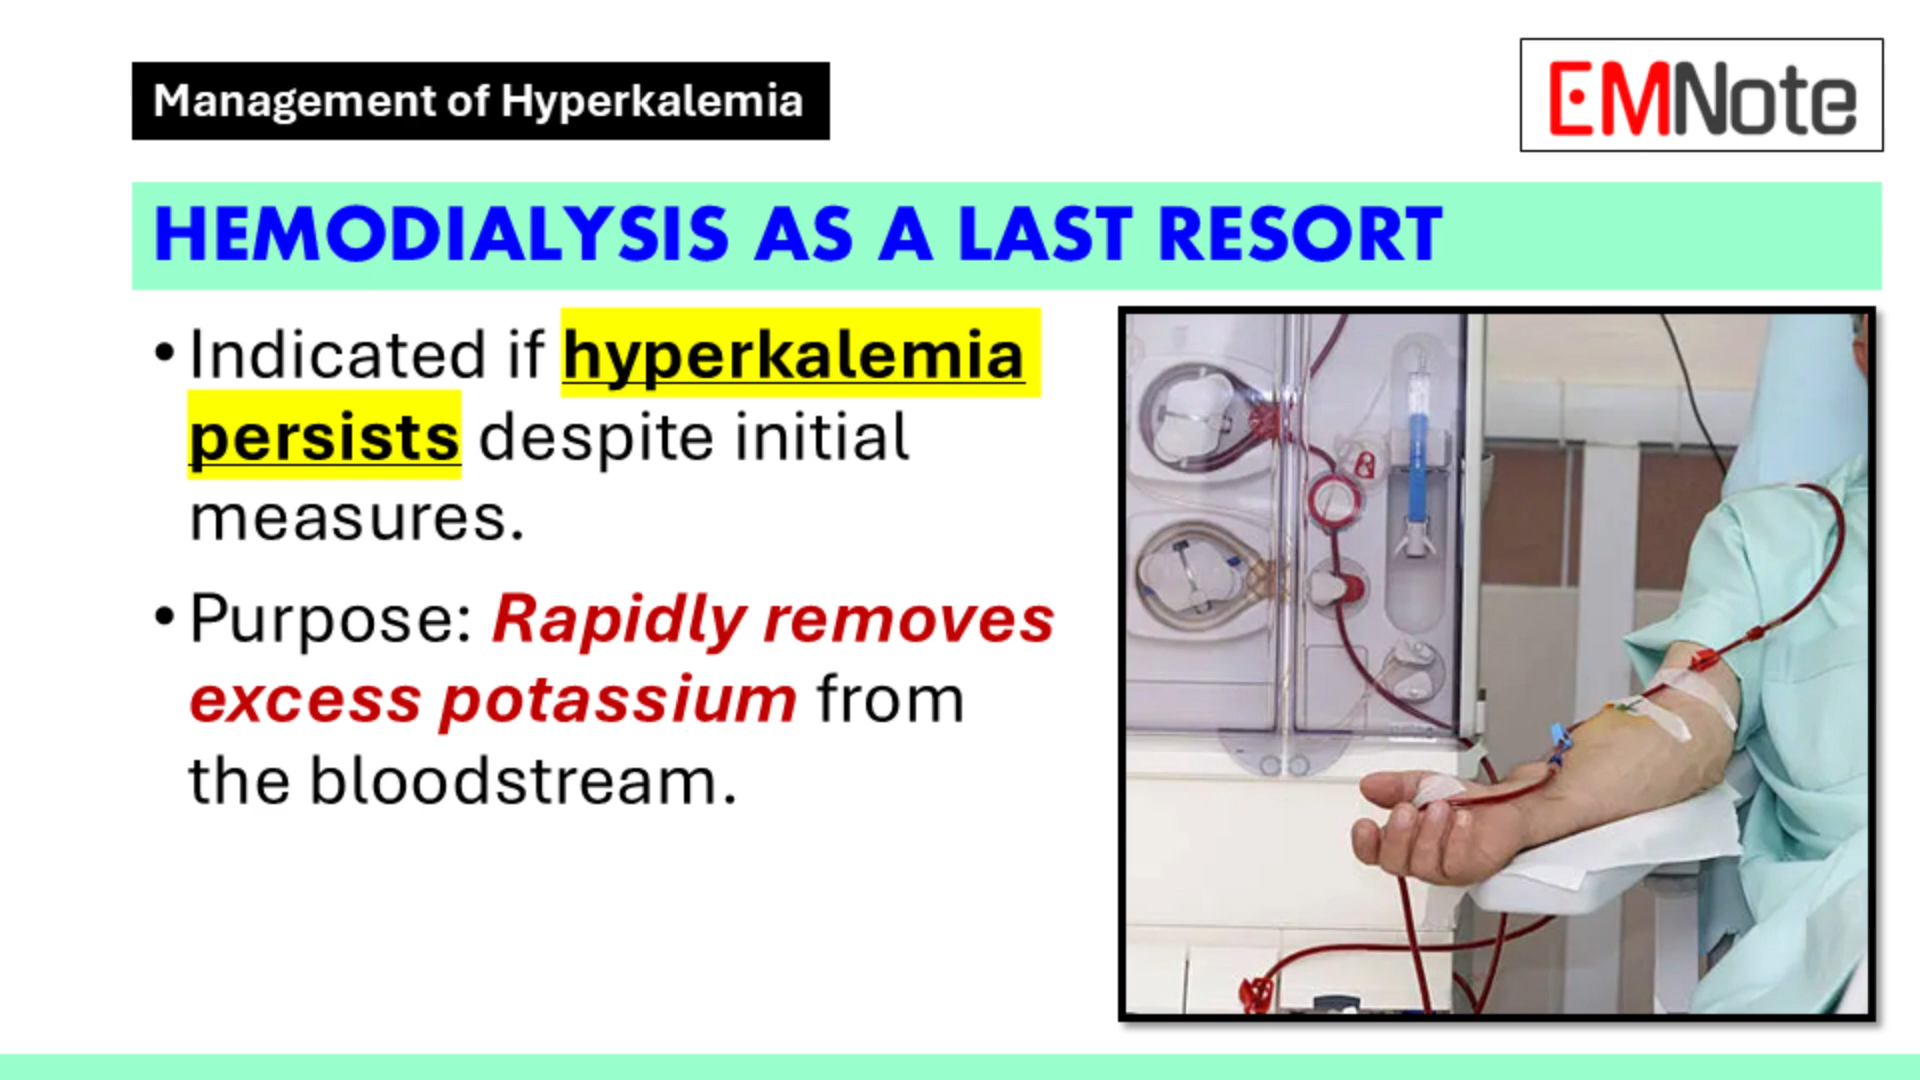 Management of Hyperkalemia
EMNote
HEMODIALYSIS AS A LAST RESORT
• Indicated if hyperkalemia
persists despite initial
measures.
• Purpose: Rapidly removes
excess potassium from
the bloodstream.